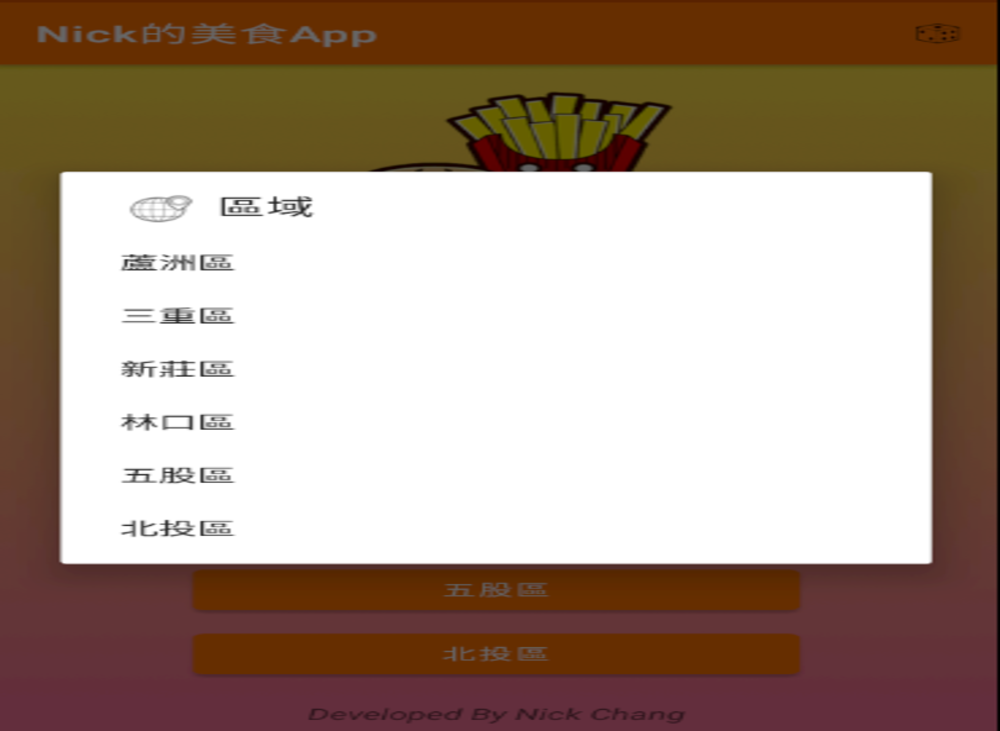 Nick的美食App
區域
蘆洲區
三重區
新莊區
林口區
五股區
北投區
五股區
北投區
Developed By Nick Chang